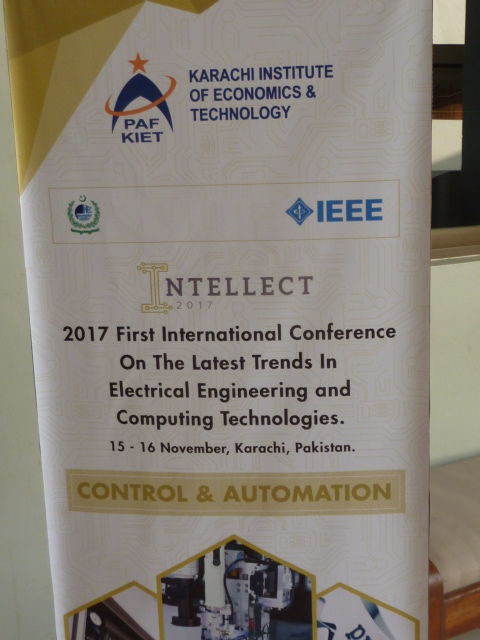 KARACHI INSTITUTE
OF ECONOMICS &
TECHNOLOGY
PAF
KIET
IEEE
INTELLECT
2017
2017 First International Conference
On The Latest Trends In
Electrical Engineering and
Computing Technologies.
15 - 16 November, Karachi, Pakistan.
CONTROL & AUTOMATION